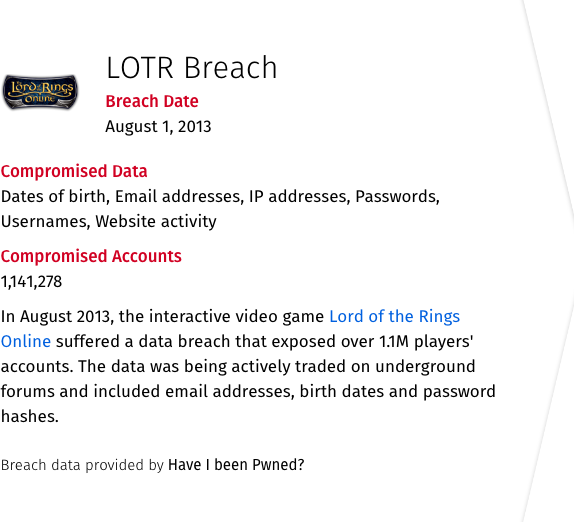 LOTR Breach
The Lord of the Rings
Online
Breach Date
August 1, 2013
Compromised Data
Dates of birth, Email addresses, IP addresses, Passwords,
Usernames, Website activity
Compromised Accounts
1,141,278
In August 2013, the interactive video game Lord of the Rings
Online suffered a data breach that exposed over 1.1M players'
accounts. The data was being actively traded on underground
forums and included email addresses, birth dates and password
hashes.
Breach data provided by Have I been Pwned?